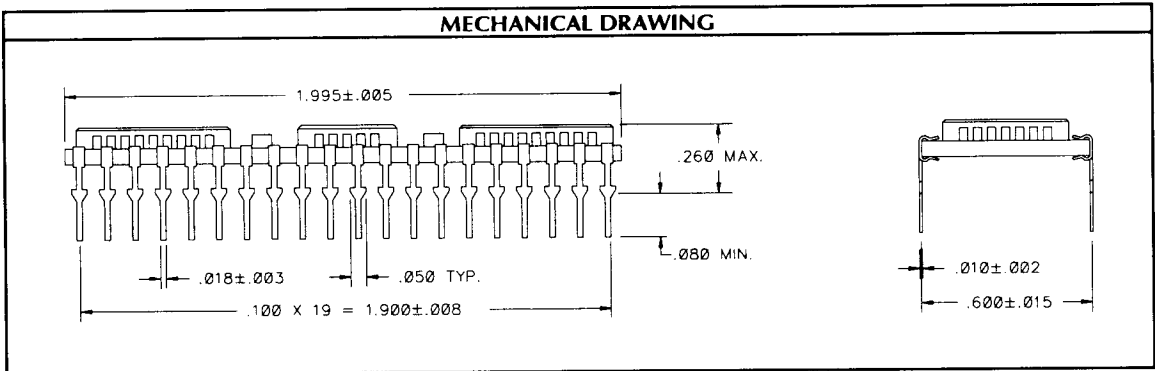 MECHANICAL DRAWING
1.995±.005
.260 MAX.
.080 MIN.
.018±.003
.050 TYP.
.100 X 19 = 1.900±.008
.010±.002
.600±.015